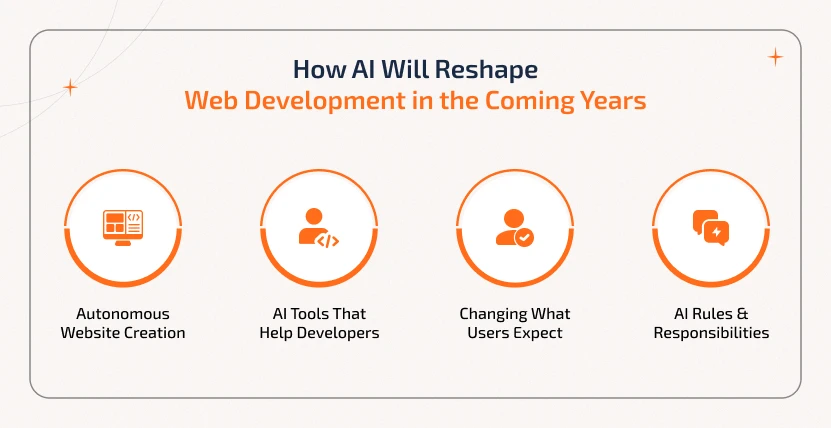 How AI Will Reshape
Web Development in the Coming Years
Autonomous
Website Creation
AI Tools That
Help Developers
Changing What
Users Expect
AI Rules &
Responsibilities